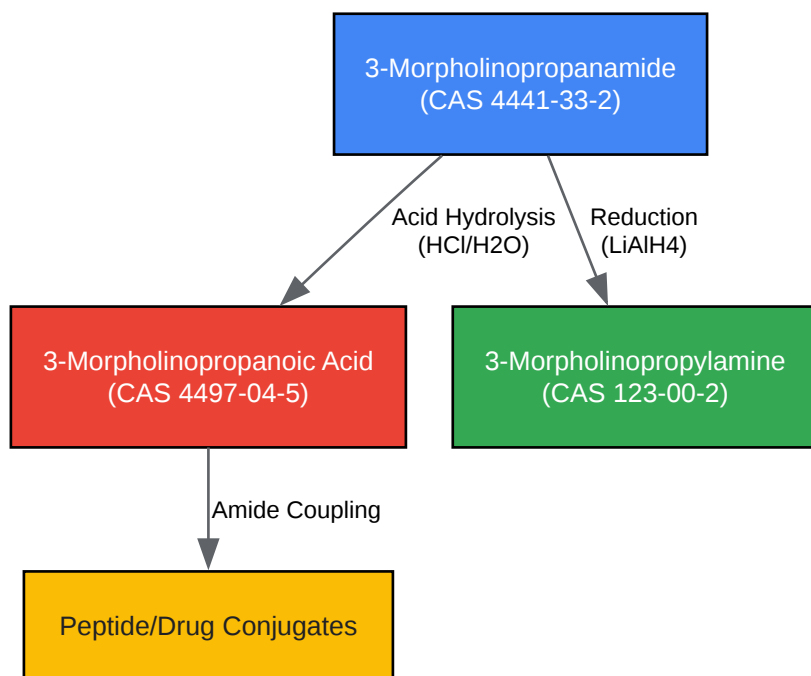 3-Morpholinopropanamide
(CAS 4441-33-2)
Acid Hydrolysis
(HCl/H2O)
Reduction
(LiAlH4)
3-Morpholinopropanoic Acid
(CAS 4497-04-5)
3-Morpholinopropylamine
(CAS 123-00-2)
Amide Coupling
Peptide/Drug Conjugates